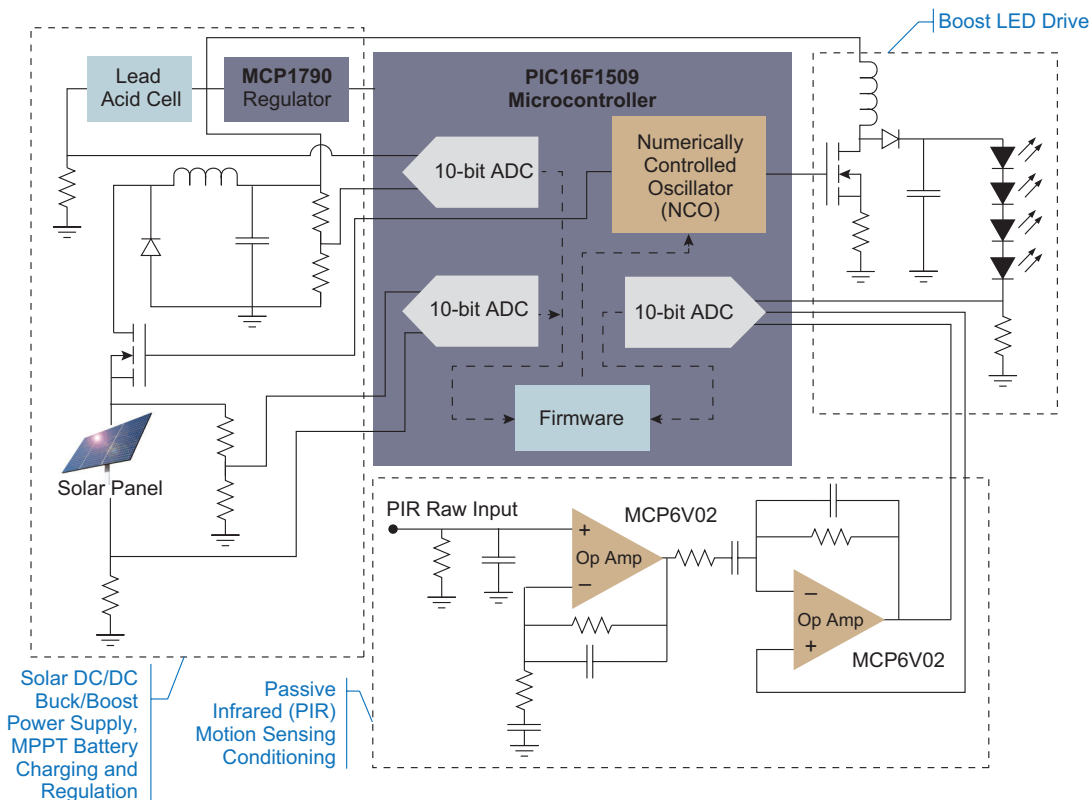 Boost LED Drive
Lead
Acid Cell
MCP1790
Regulator
PIC16F1509
Microcontroller
10-bit ADC
Numerically
Controlled
Oscillator
(NCO)
10-bit ADC
10-bit ADC
Firmware
Solar Panel
PIR Raw Input
MCP6V02
+
Op Amp
–
–
Op Amp
+
MCP6V02
Solar DC/DC
Buck/Boost
Power Supply,
MPPT Battery
Charging and
Regulation
Passive
Infrared (PIR)
Motion Sensing
Conditioning